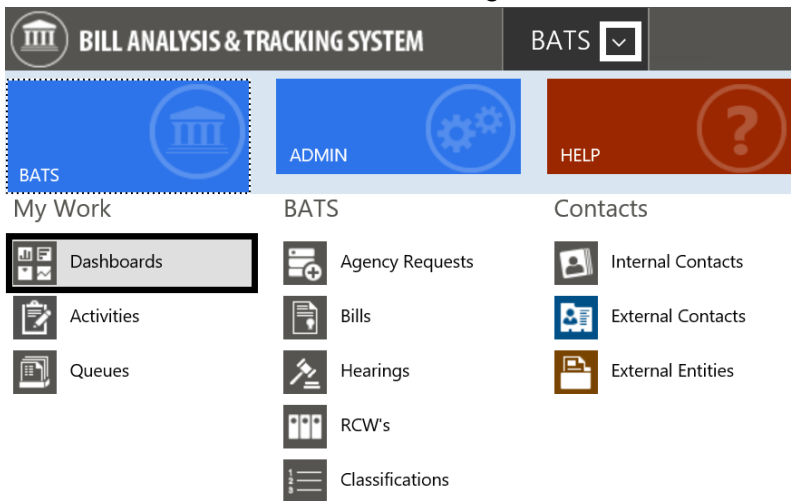 BILL ANALYSIS & TRACKING SYSTEM BATS
BATS ADMIN HELP
My Work BATS Contacts
Dashboards Agency Requests Internal Contacts
Activities Bills External Contacts
Queues Hearings External Entities
RCW's
Classifications